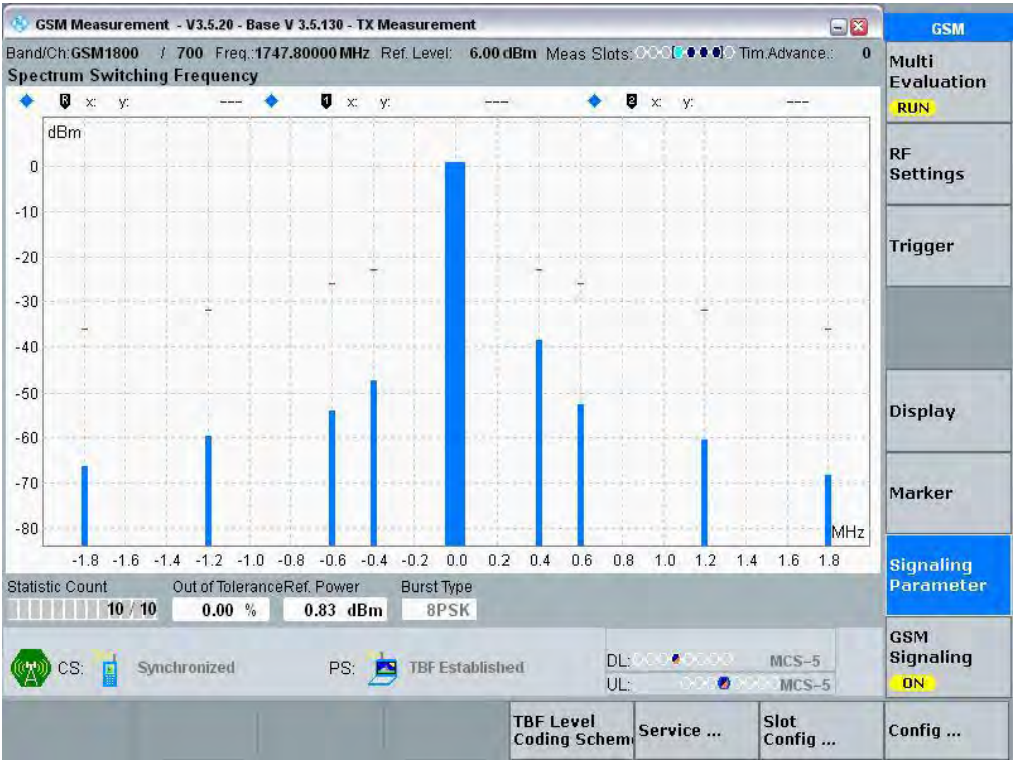 GSM Measurement - V3.5.20 - Base V 3.5.130 - TX Measurement
GSM
Band/Ch:GSM1800 / 700 Freq.:1747.80000 MHz Ref. Level: 6.00 dBm Meas Slots: Tim.Advance.: 0
Spectrum Switching Frequency
R x: y: --- 1 x: y: --- 2 x: y: ---
Multi
Evaluation
RUN
dBm
0
-10
-20
-30
-40
-50
-60
-70
-80
MHz
-1.8 -1.6 -1.4 -1.2 -1.0 -0.8 -0.6 -0.4 -0.2 0.0 0.2 0.4 0.6 0.8 1.0 1.2 1.4 1.6 1.8
RF
Settings
Trigger
Display
Marker
Signaling
Parameter
Statistic Count Out of Tolerance Ref. Power Burst Type
10 / 10 0.00 % 0.83 dBm 8PSK
CS: Synchronized PS: TBF Established
DL: MCS-5
UL: MCS-5
GSM
Signaling
ON
TBF Level
Coding Schem
Service ...
Slot
Config ...
Config ...